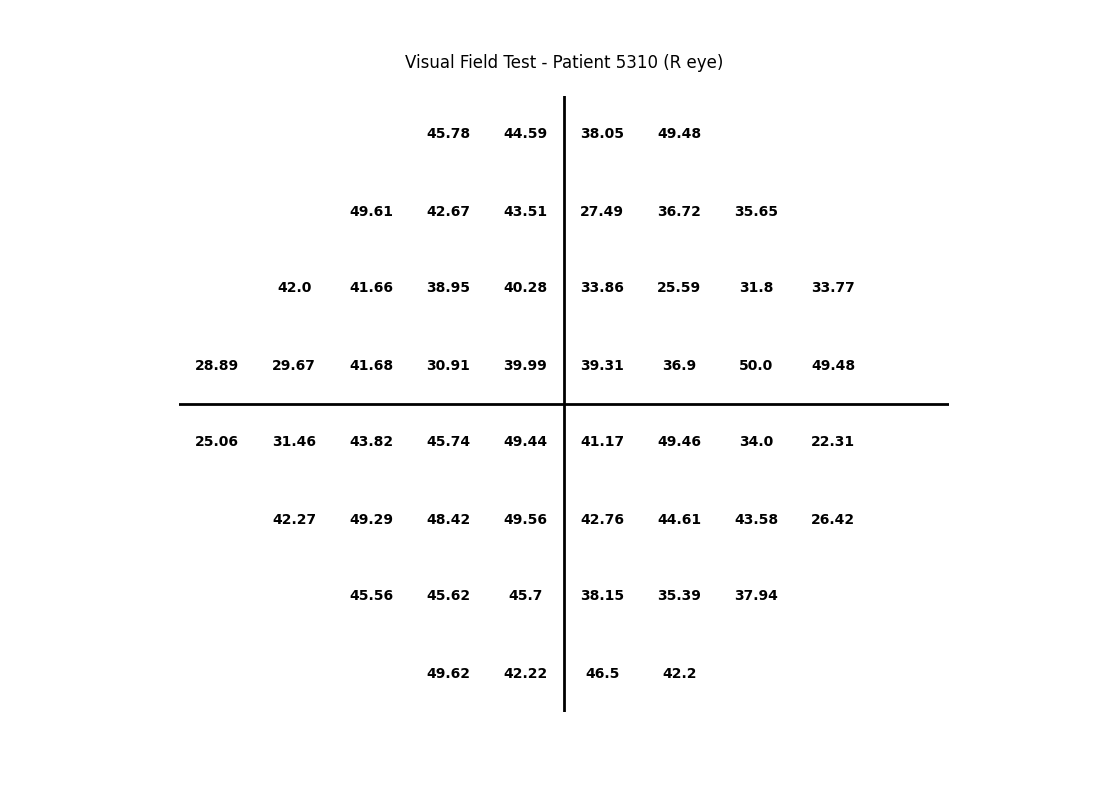 Visual Field Test - Patient 5310 (R eye)
45.78 44.59 38.05 49.48
49.61 42.67 43.51 27.49 36.72 35.65
42.0 41.66 38.95 40.28 33.86 25.59 31.8 33.77
28.89 29.67 41.68 30.91 39.99 39.31 36.9 50.0 49.48
25.06 31.46 43.82 45.74 49.44 41.17 49.46 34.0 22.31
42.27 49.29 48.42 49.56 42.76 44.61 43.58 26.42
45.56 45.62 45.7 38.15 35.39 37.94
49.62 42.22 46.5 42.2